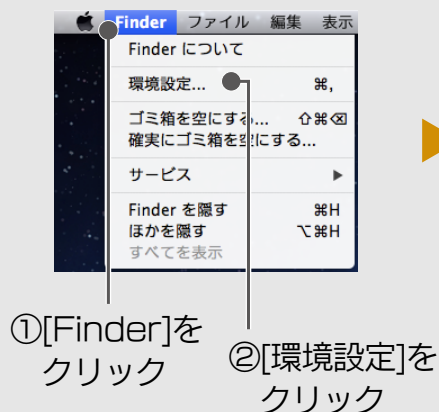 Finder ファイル 編集 表示
Finder について
環境設定... ⌘,
ゴミ箱を空にする... ⇧⌘⌫
確実にゴミ箱を空にする...
サービス ▶
Finder を隠す ⌘H
ほかを隠す ⌥⌘H
すべてを表示
①[Finder]を
クリック
②[環境設定]を
クリック